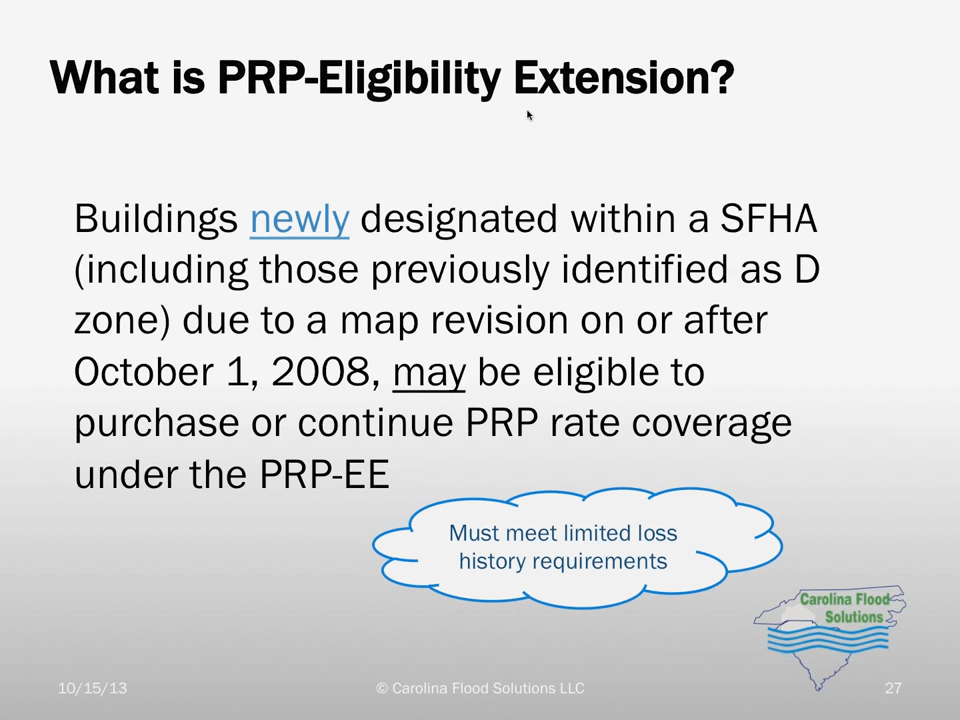 What is PRP-Eligibility Extension?
Buildings newly designated within a SFHA
(including those previously identified as D
zone) due to a map revision on or after
October 1, 2008, may be eligible to
purchase or continue PRP rate coverage
under the PRP-EE
Must meet limited loss
history requirements
Carolina Flood
Solutions
10/15/13
© Carolina Flood Solutions LLC
27